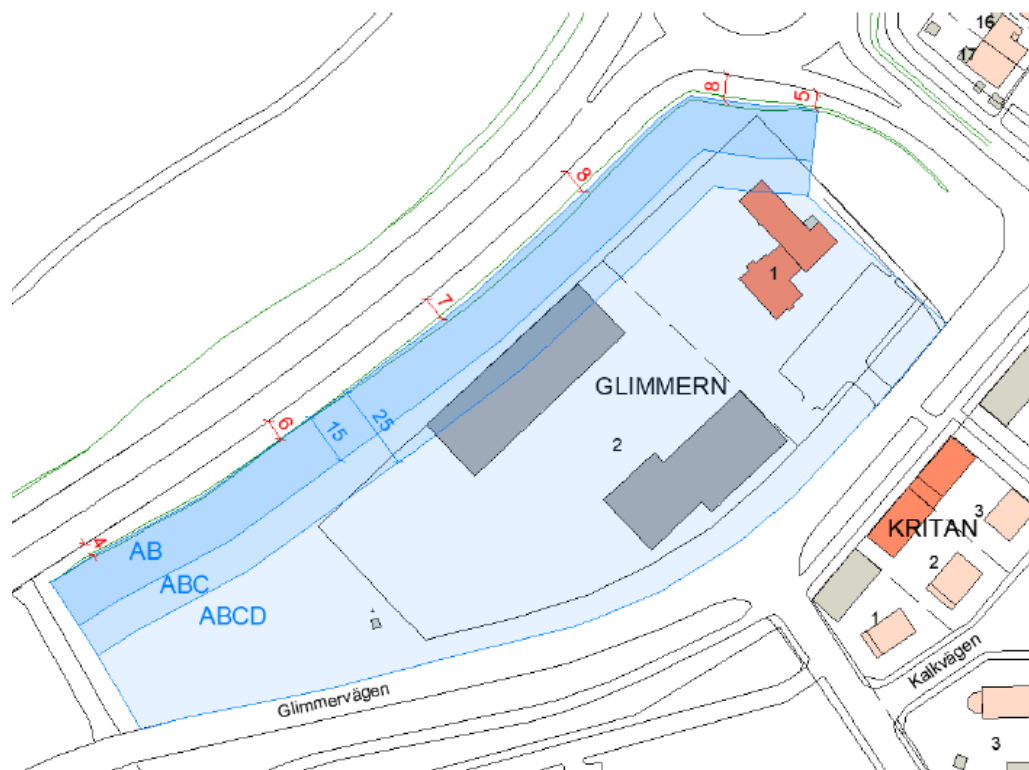 16
17
8
5
8
1
7
GLIMMERN
6
15
25
2
4
AB
ABC
ABCD
KRITAN
3
2
1
Glimmervägen
Kalkvägen
3